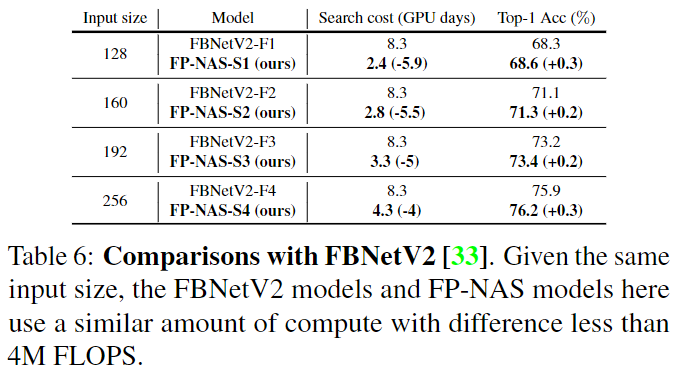 Input size Model Search cost (GPU days) Top-1 Acc (%)
128 FBNetV2-F1 8.3 68.3
FP-NAS-S1 (ours) 2.4 (-5.9) 68.6 (+0.3)
160 FBNetV2-F2 8.3 71.1
FP-NAS-S2 (ours) 2.8 (-5.5) 71.3 (+0.2)
192 FBNetV2-F3 8.3 73.2
FP-NAS-S3 (ours) 3.3 (-5) 73.4 (+0.2)
256 FBNetV2-F4 8.3 75.9
FP-NAS-S4 (ours) 4.3 (-4) 76.2 (+0.3)
Table 6: Comparisons with FBNetV2 [33]. Given the same
input size, the FBNetV2 models and FP-NAS models here
use a similar amount of compute with difference less than
4M FLOPS.